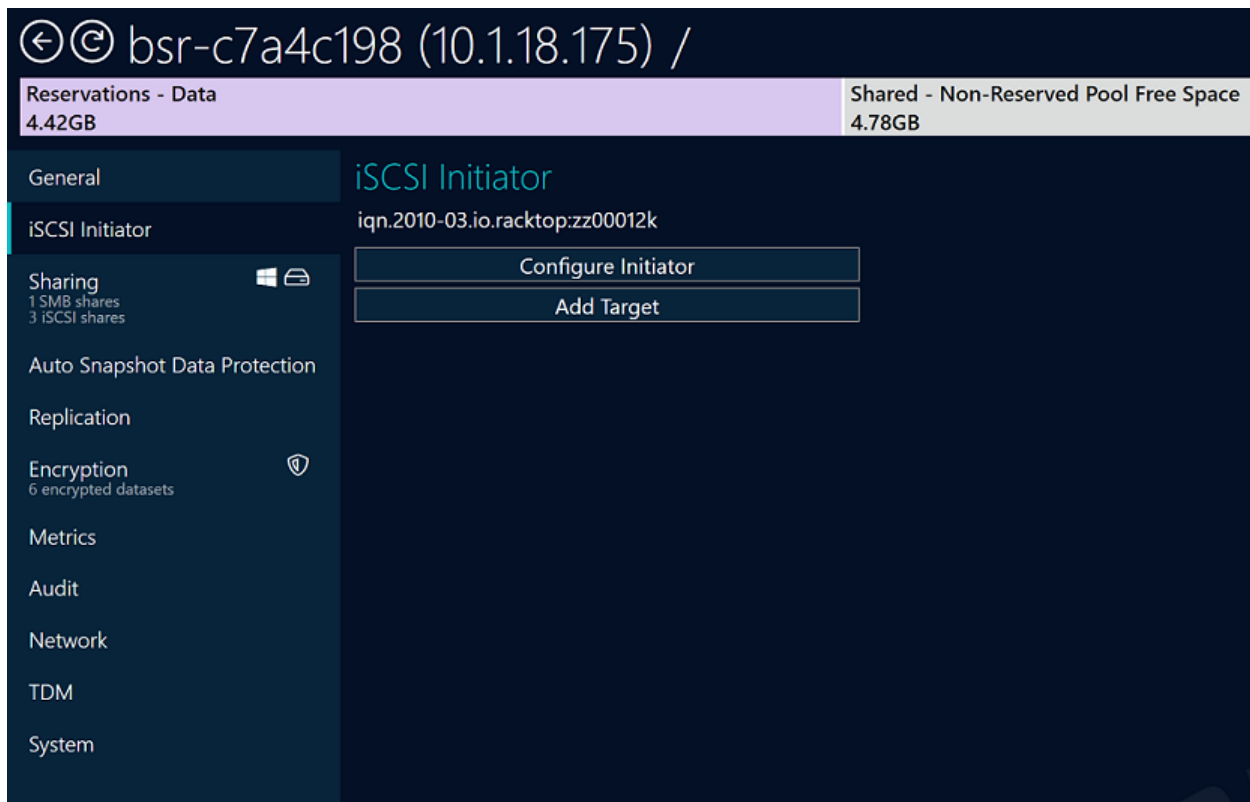 bsr-c7a4c198 (10.1.18.175) /
Reservations - Data
4.42GB
Shared - Non-Reserved Pool Free Space
4.78GB
General
iSCSI Initiator
Sharing
1 SMB shares
3 iSCSI shares
Auto Snapshot Data Protection
Replication
Encryption
6 encrypted datasets
Metrics
Audit
Network
TDM
System
iSCSI Initiator
iqn.2010-03.io.racktop:zz00012k
Configure Initiator
Add Target